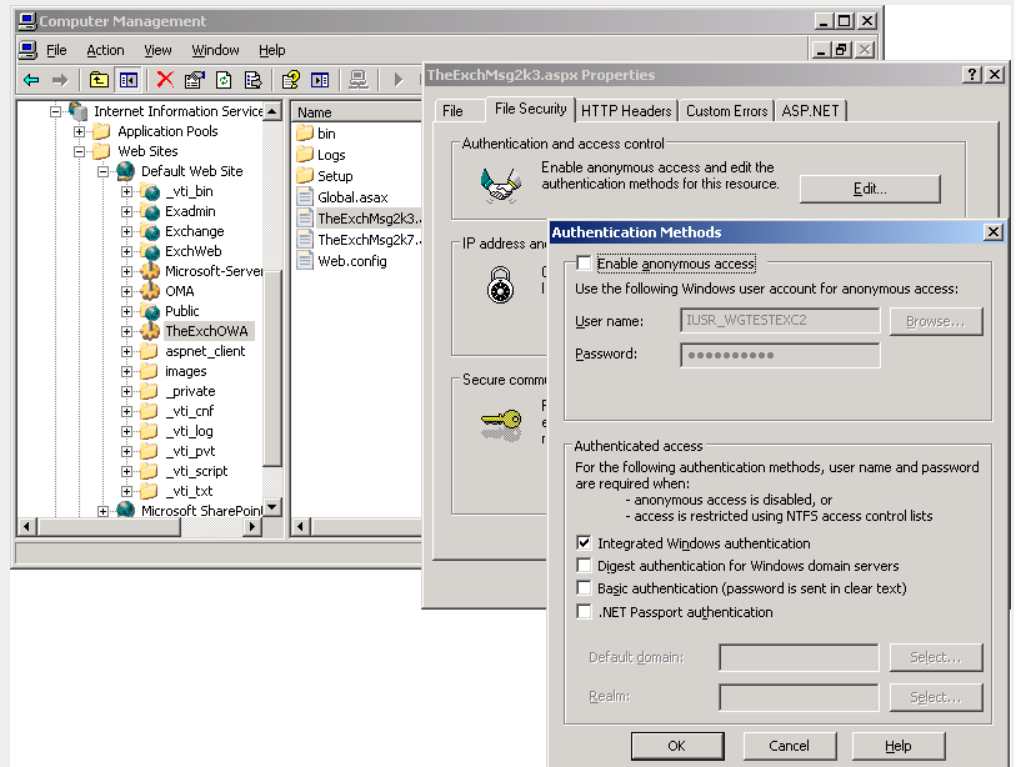 Computer Management
File Action View Window Help
Internet Information Service
Application Pools
Web Sites
Default Web Site
_vti_bin
Exadmin
Exchange
ExchWeb
Microsoft-Server
OMA
Public
TheExchOWA
aspnet_client
images
_private
_vti_cnf
_vti_log
_vti_pvt
_vti_script
_vti_txt
Microsoft SharePoint
Name
bin
Logs
Setup
Global.asax
TheExchMsg2k3.
TheExchMsg2k7.
Web.config
TheExchMsg2k3.aspx Properties
File File Security HTTP Headers Custom Errors ASP.NET
Authentication and access control
Enable anonymous access and edit the
authentication methods for this resource.
Edit...
IP address an
Secure commu
Authentication Methods
Enable anonymous access
Use the following Windows user account for anonymous access:
User name: IUSR_WGTESTEXC2 Browse...
Password: ●●●●●●●●●●
Authenticated access
For the following authentication methods, user name and password
are required when:
- anonymous access is disabled, or
- access is restricted using NTFS access control lists
Integrated Windows authentication
Digest authentication for Windows domain servers
Basic authentication (password is sent in clear text)
.NET Passport authentication
Default domain: Select...
Realm: Select...
OK Cancel Help